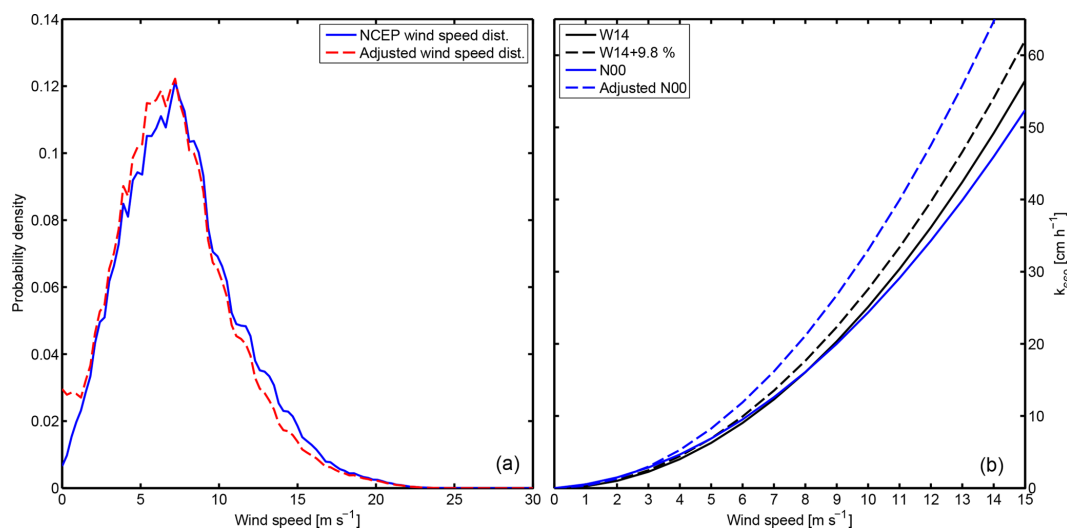 0.14
0.12
0.1
0.08
0.06
0.04
0.02
0
Probability density
NCEP wind speed dist.
Adjusted wind speed dist.
(a)
0 5 10 15 20 25 30
Wind speed [m s⁻¹]
W14
W14+9.8 %
N00
Adjusted N00
60
50
40
30
20
10
0
k₆₆₀ [cm h⁻¹]
(b)
0 1 2 3 4 5 6 7 8 9 10 11 12 13 14 15
Wind speed [m s⁻¹]